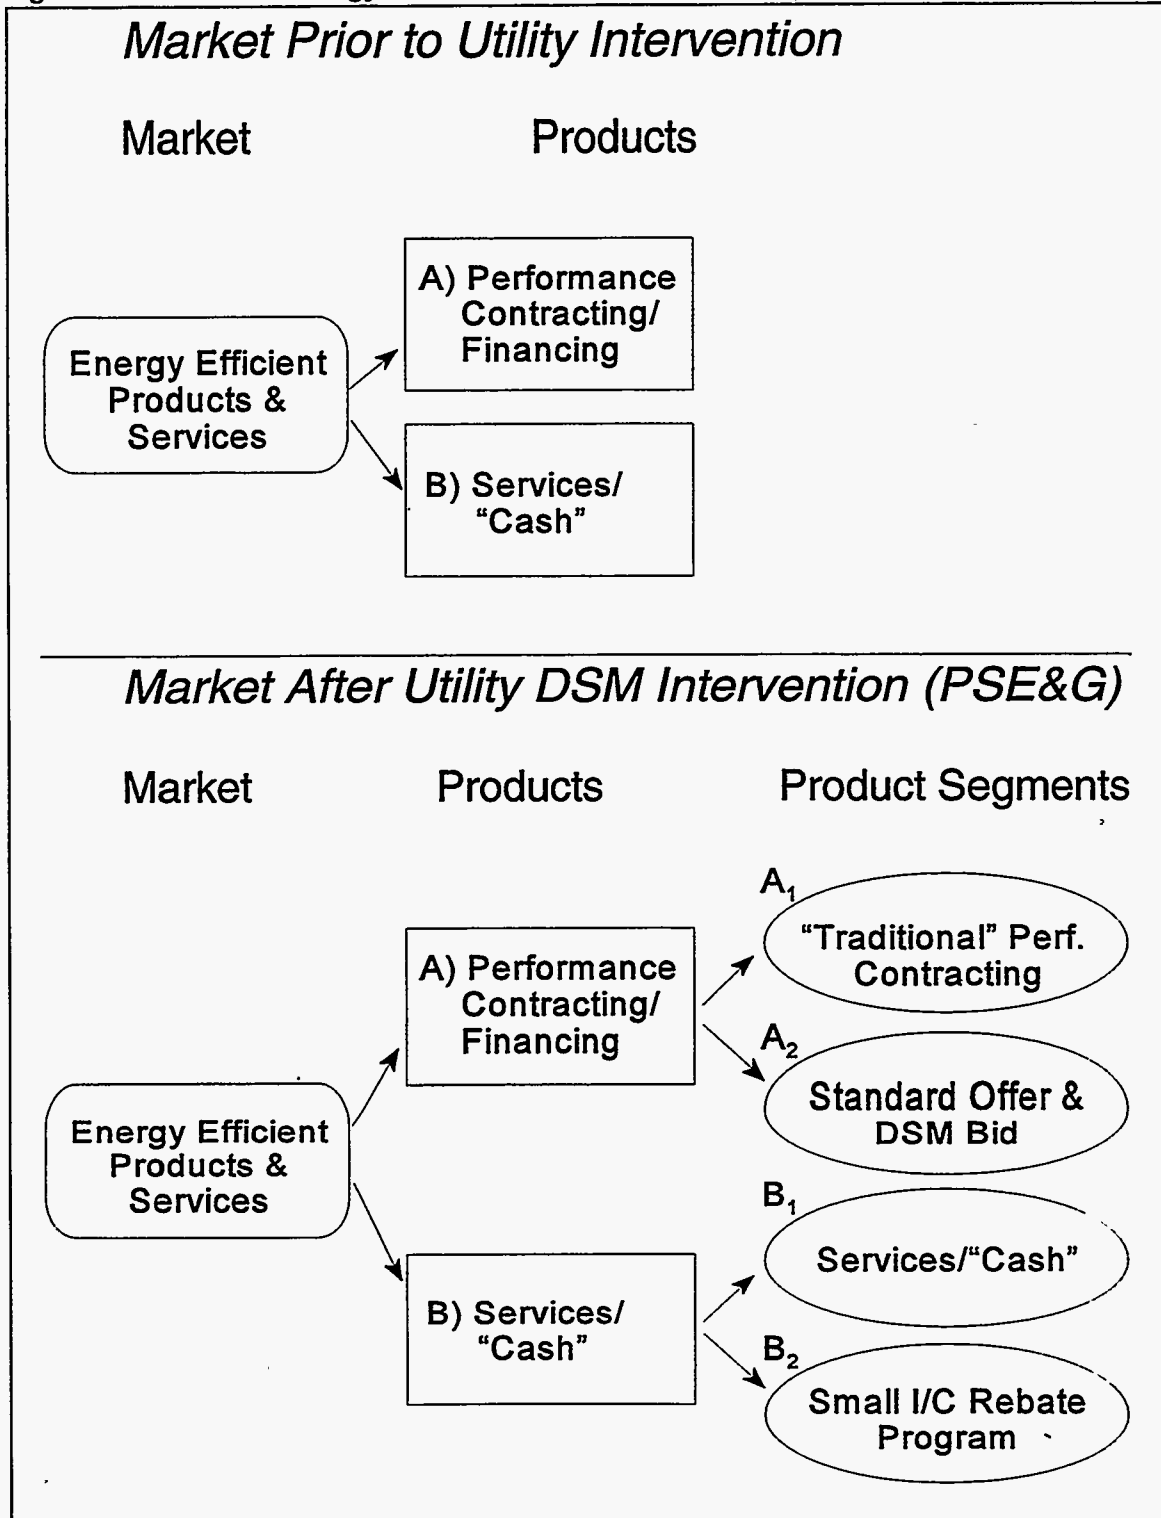 Market Prior to Utility Intervention
Market
Products
A) Performance
Contracting/
Financing
Energy Efficient
Products &
Services
B) Services/
“Cash”
Market After Utility DSM Intervention (PSE&G)
Market
Products
Product Segments
A₁
“Traditional” Perf.
Contracting
A) Performance
Contracting/
Financing
A₂
Standard Offer &
DSM Bid
Energy Efficient
Products &
Services
B₁
Services/“Cash”
B) Services/
“Cash”
B₂
Small I/C Rebate
Program